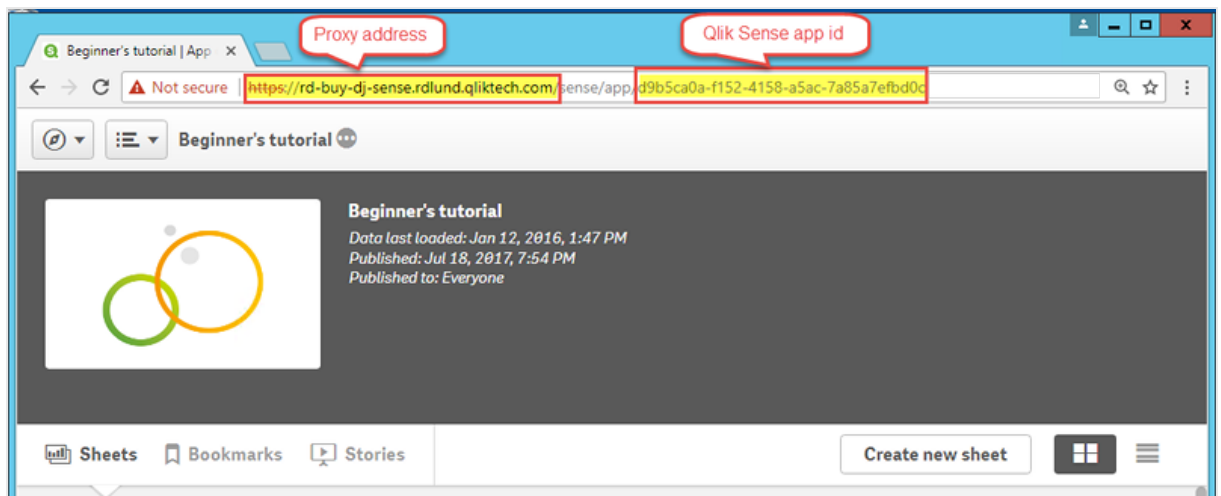 Proxy address
Qlik Sense app id
Beginner's tutorial | App
Not secure
https://rd-buy-dj-sense.rdlund.qliktech.com/sense/app/d9b5ca0a-f152-4158-a5ac-7a85a7efbd0c
Beginner's tutorial
Beginner's tutorial
Data last loaded: Jan 12, 2016, 1:47 PM
Published: Jul 18, 2017, 7:54 PM
Published to: Everyone
Sheets Bookmarks Stories Create new sheet